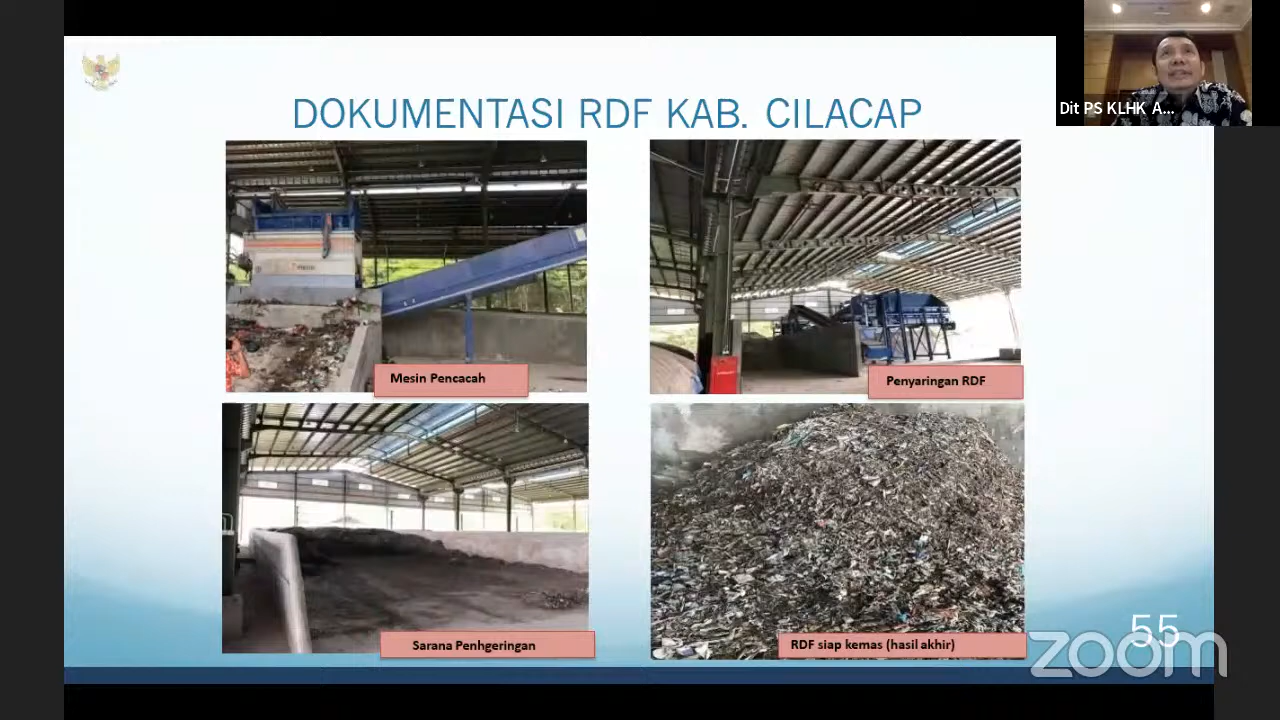 DOKUMENTASI RDF KAB. CILACAP
Dit PS KLHK A...
Mesin Pencacah
Penyaringan RDF
Sarana Penhgeringan
RDF siap kemas (hasil akhir)
55
zoom